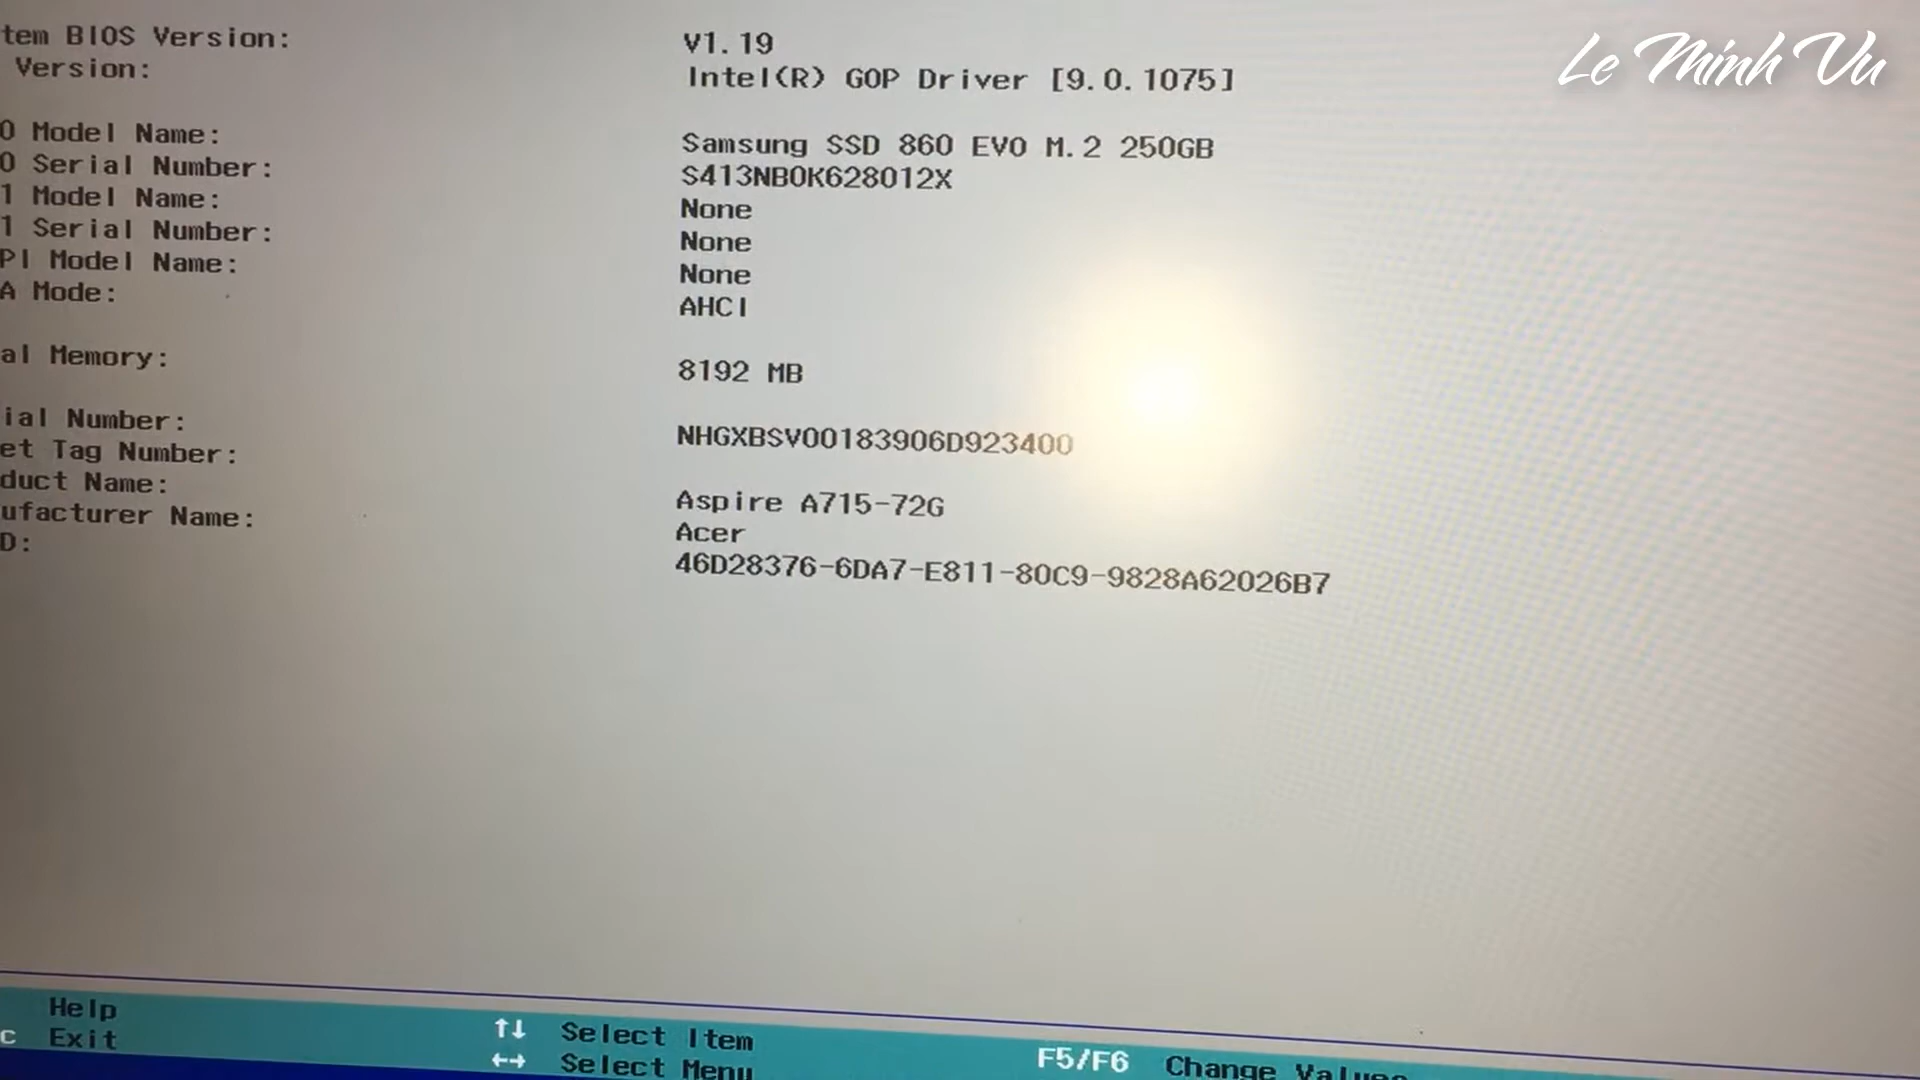 tem BIOS Version: V1.19
Version: Intel(R) GOP Driver [9.0.1075]
0 Model Name: Samsung SSD 860 EVO M.2 250GB
0 Serial Number: S413NB0K628012X
1 Model Name: None
1 Serial Number: None
PI Model Name: None
A Mode: AHCI
al Memory: 8192 MB
ial Number: NHGXBSV00183906D923400
et Tag Number:
duct Name: Aspire A715-72G
ufacturer Name: Acer
D: 46D28376-6DA7-E811-80C9-9828A62026B7
Help ↑↓ Select Item F5/F6 Change Values
c Exit ←→ Select Menu
Le Minh Vu